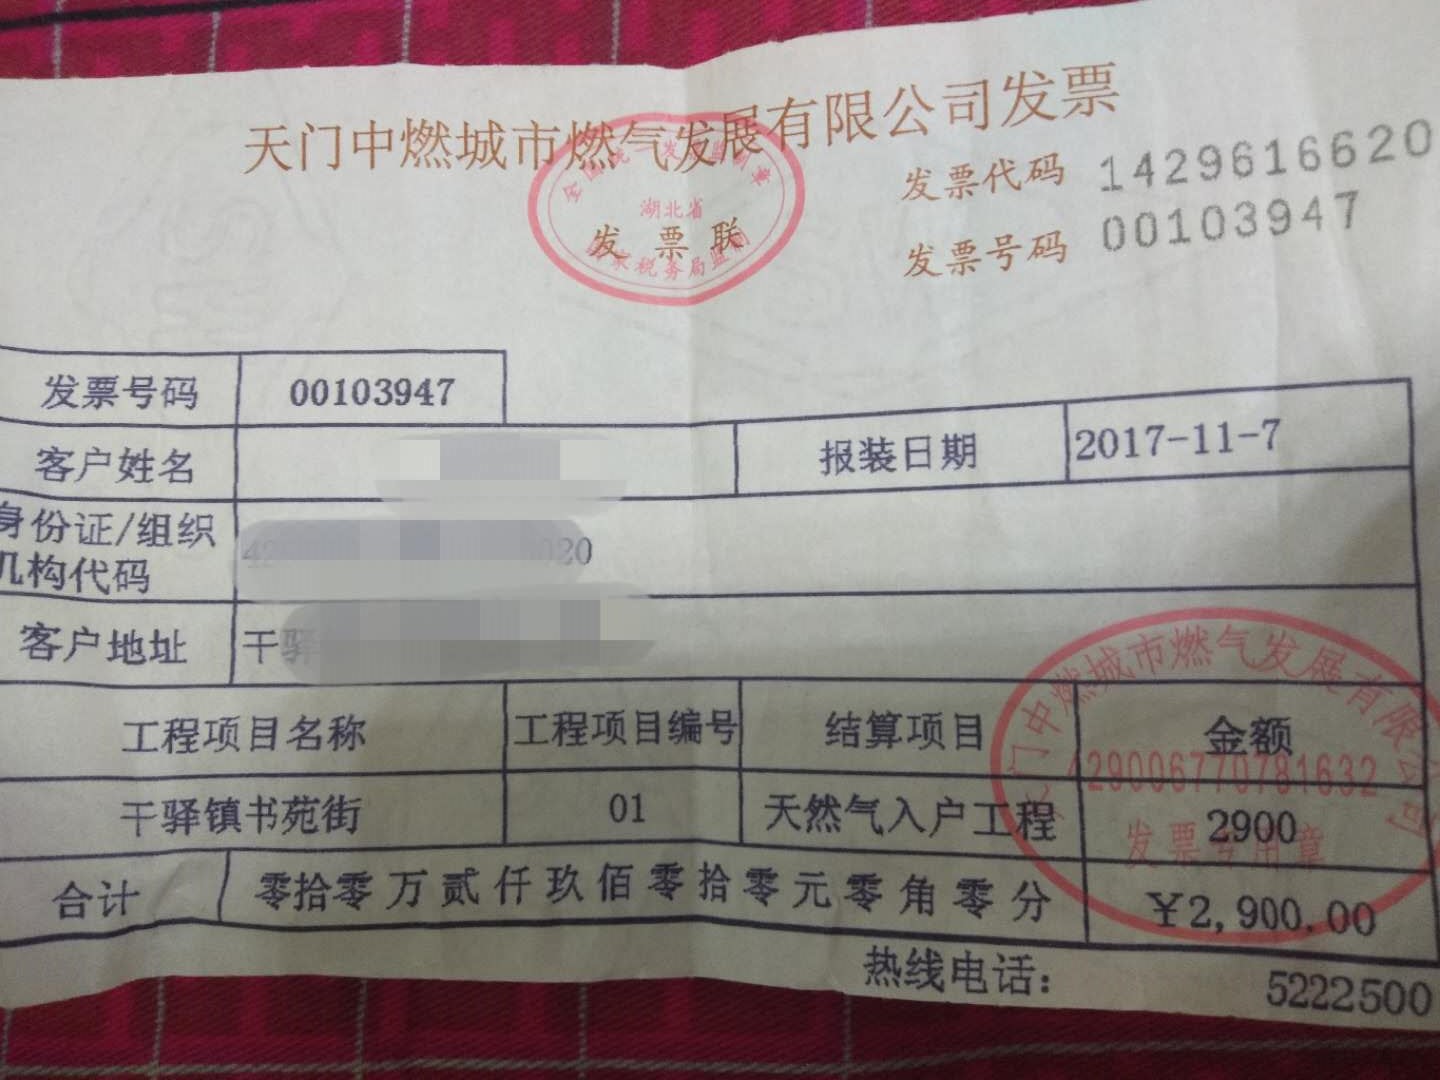 天门中燃城市燃气发展有限公司发票
发票代码 1429616620
发票号码 00103947
湖北省
发票联
税务局监制
发票号码 00103947
客户姓名 报装日期 2017-11-7
身份证/组织机构代码 020
客户地址 干驿
工程项目名称 工程项目编号 结算项目 金额
干驿镇书苑街 01 天然气入户工程 2900
合计 零拾零万贰仟玖佰零拾零元零角零分 ¥2,900.00
天门中燃城市燃气发展有限公司
429006770781632
发票专用章
热线电话: 5222500